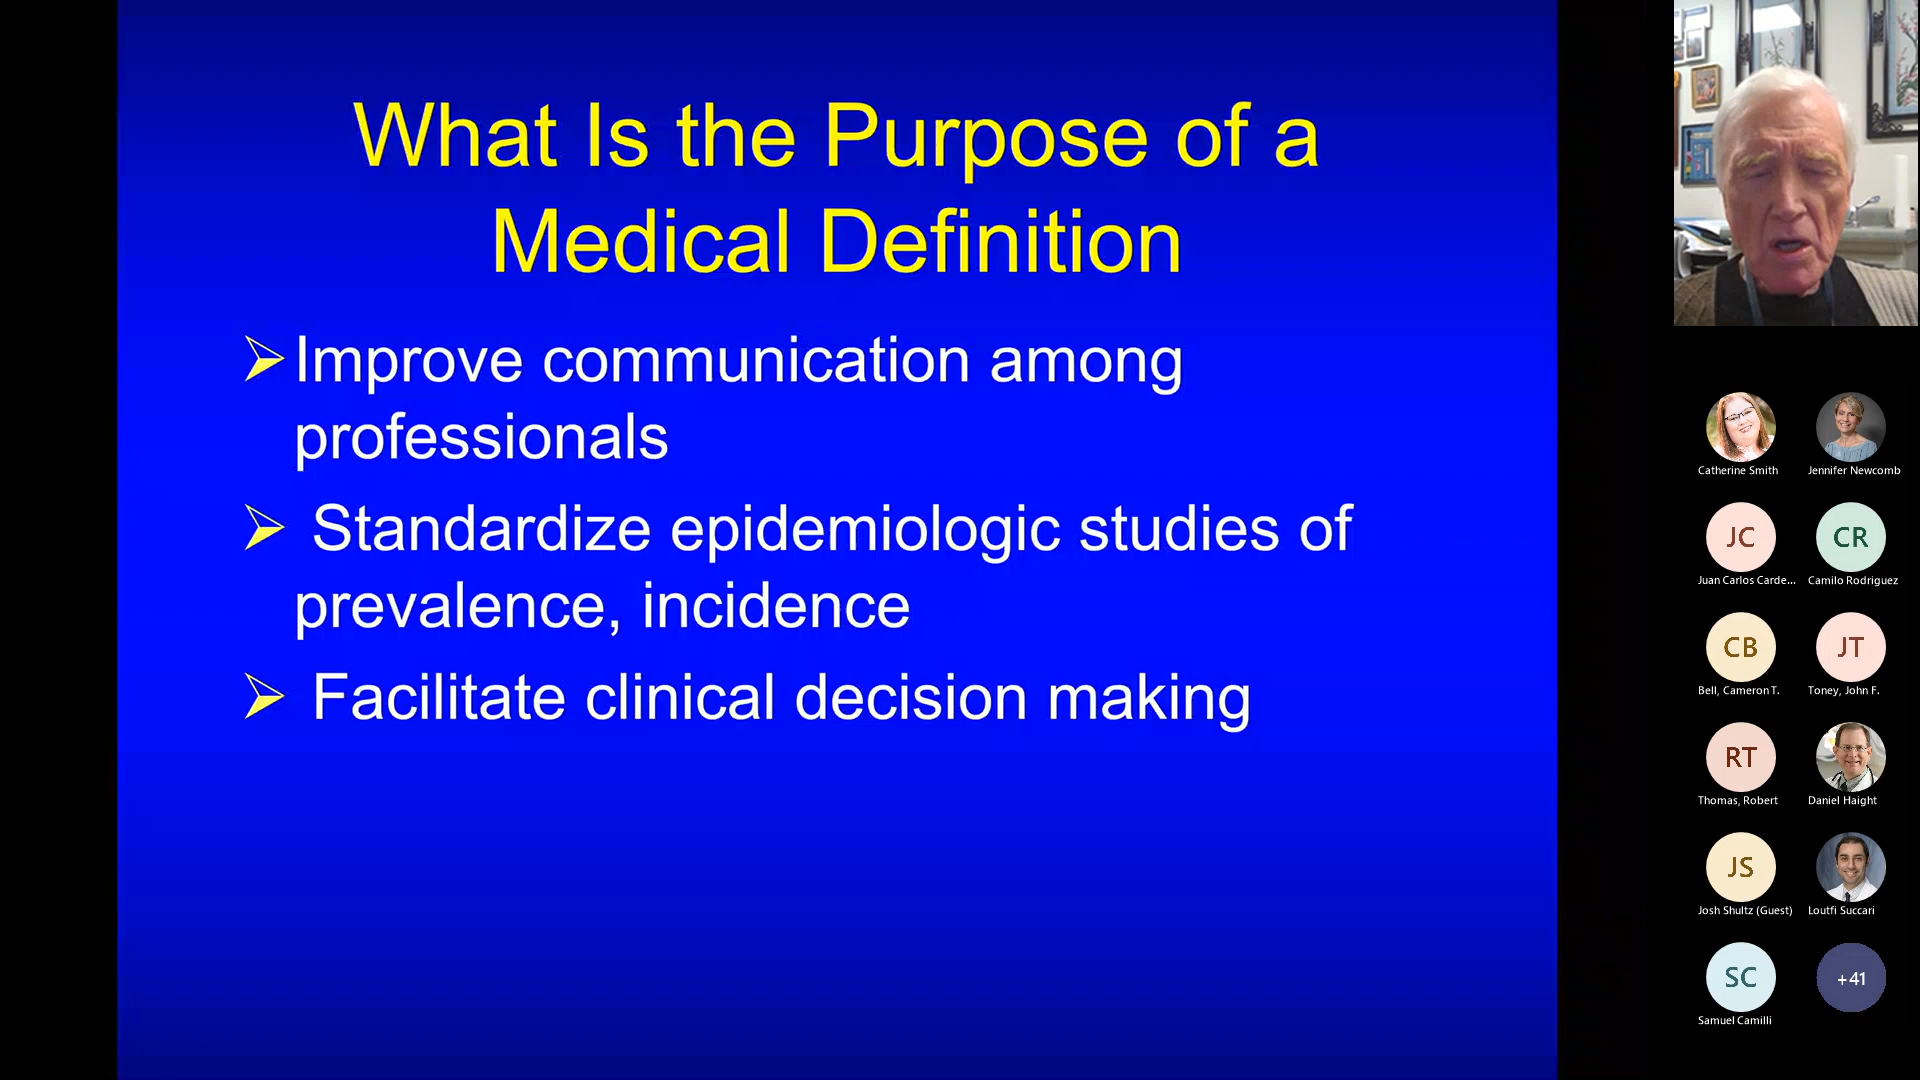 What Is the Purpose of a
Medical Definition
Improve communication among
professionals
Standardize epidemiologic studies of
prevalence, incidence
Facilitate clinical decision making
Catherine Smith
Jennifer Newcomb
JC
CR
Juan Carlos Carde...
Camilo Rodriguez
CB
JT
Bell, Cameron T.
Toney, John F.
RT
Thomas, Robert
Daniel Haight
JS
Josh Shultz (Guest)
Loutfi Succari
SC
+41
Samuel Camilli